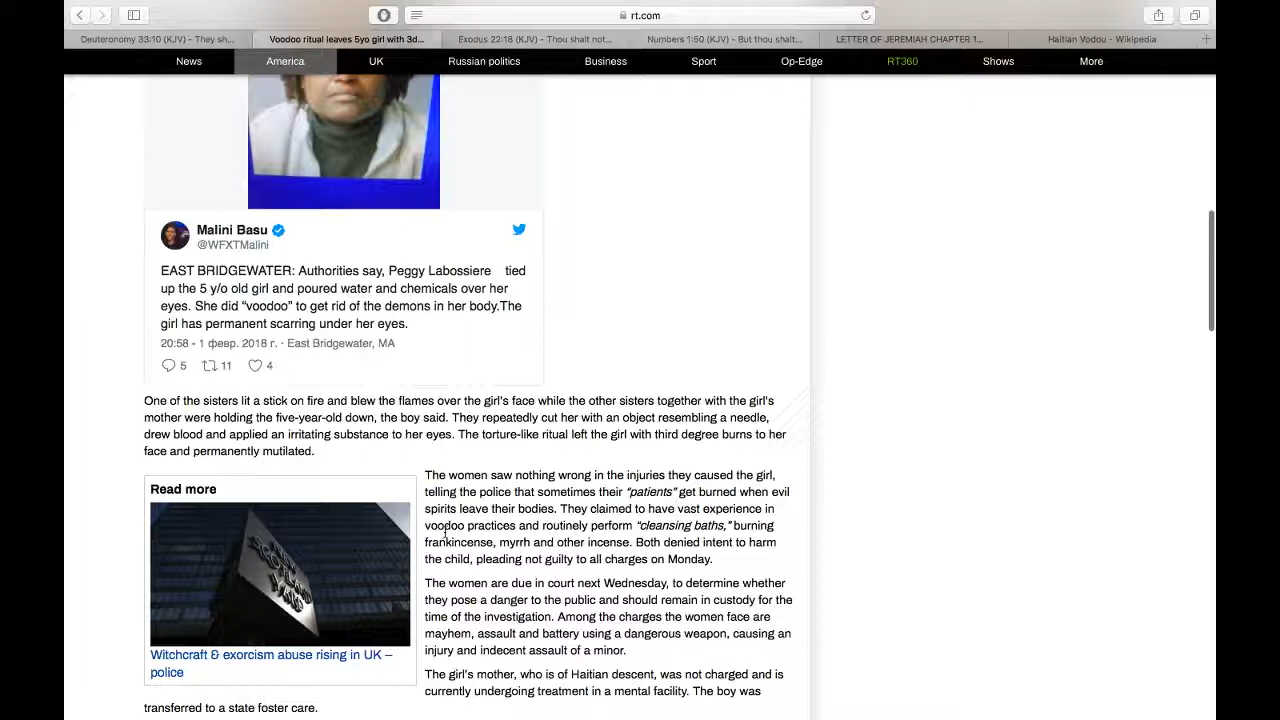 rt.com
Deuteronomy 33:10 (KJV) - They sh...
Voodoo ritual leaves 5yo girl with 3d...
Exodus 22:18 (KJV) - Thou shalt not...
Numbers 1:50 (KJV) - But thou shalt...
LETTER OF JEREMIAH CHAPTER 1...
Haitian Vodou - Wikipedia
News America UK Russian politics Business Sport Op-Edge RT360 Shows More
Malini Basu
@WFXTMalini
EAST BRIDGEWATER: Authorities say, Peggy Labossiere tied
up the 5 y/o old girl and poured water and chemicals over her
eyes. She did “voodoo” to get rid of the demons in her body.The
girl has permanent scarring under her eyes.
20:58 - 1 февр. 2018 г. · East Bridgewater, MA
5 11 4
One of the sisters lit a stick on fire and blew the flames over the girl's face while the other sisters together with the girl's
mother were holding the five-year-old down, the boy said. They repeatedly cut her with an object resembling a needle,
drew blood and applied an irritating substance to her eyes. The torture-like ritual left the girl with third degree burns to her
face and permanently mutilated.
Read more
NEW SCOTLAND YARD
Witchcraft & exorcism abuse rising in UK –
police
The women saw nothing wrong in the injuries they caused the girl,
telling the police that sometimes their “patients” get burned when evil
spirits leave their bodies. They claimed to have vast experience in
voodoo practices and routinely perform “cleansing baths,” burning
frankincense, myrrh and other incense. Both denied intent to harm
the child, pleading not guilty to all charges on Monday.
The women are due in court next Wednesday, to determine whether
they pose a danger to the public and should remain in custody for the
time of the investigation. Among the charges the women face are
mayhem, assault and battery using a dangerous weapon, causing an
injury and indecent assault of a minor.
The girl's mother, who is of Haitian descent, was not charged and is
currently undergoing treatment in a mental facility. The boy was
transferred to a state foster care.